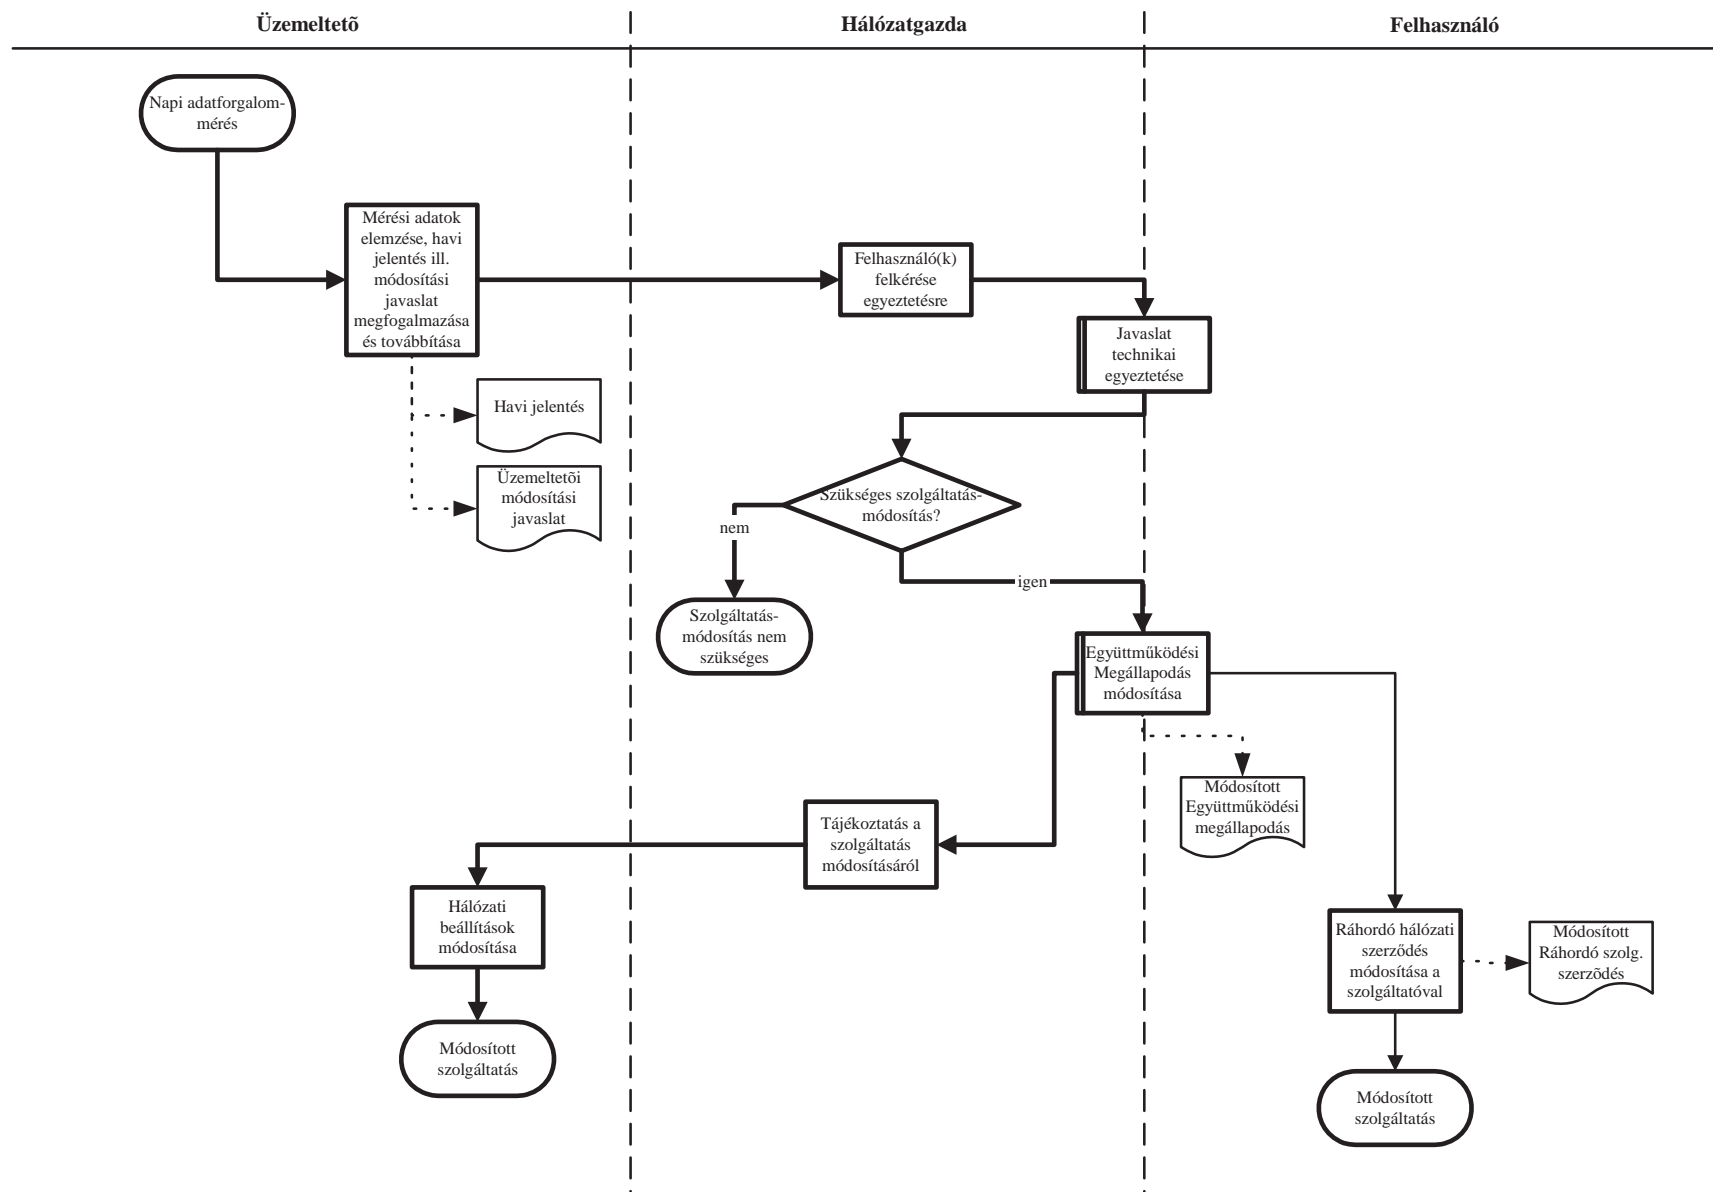 Üzemeltetõ
Hálózatgazda
Felhasználó
Napi adatforgalom-
mérés
Mérési adatok
elemzése, havi
jelentés ill.
módosítási
javaslat
megfogalmazása
és továbbítása
Felhasználó(k)
felkérése
egyeztetésre
Javaslat
technikai
egyeztetése
Havi jelentés
Üzemeltetõi
módosítási
javaslat
Szükséges szolgáltatás-
módosítás?
nem
igen
Szolgáltatás-
módosítás nem
szükséges
Együttműködési
Megállapodás
módosítása
Módosított
Együttműködési
megállapodás
Tájékoztatás a
szolgáltatás
módosításáról
Hálózati
beállítások
módosítása
Ráhordó hálózati
szerződés
módosítása a
szolgáltatóval
Módosított
Ráhordó szolg.
szerzõdés
Módosított
szolgáltatás
Módosított
szolgáltatás